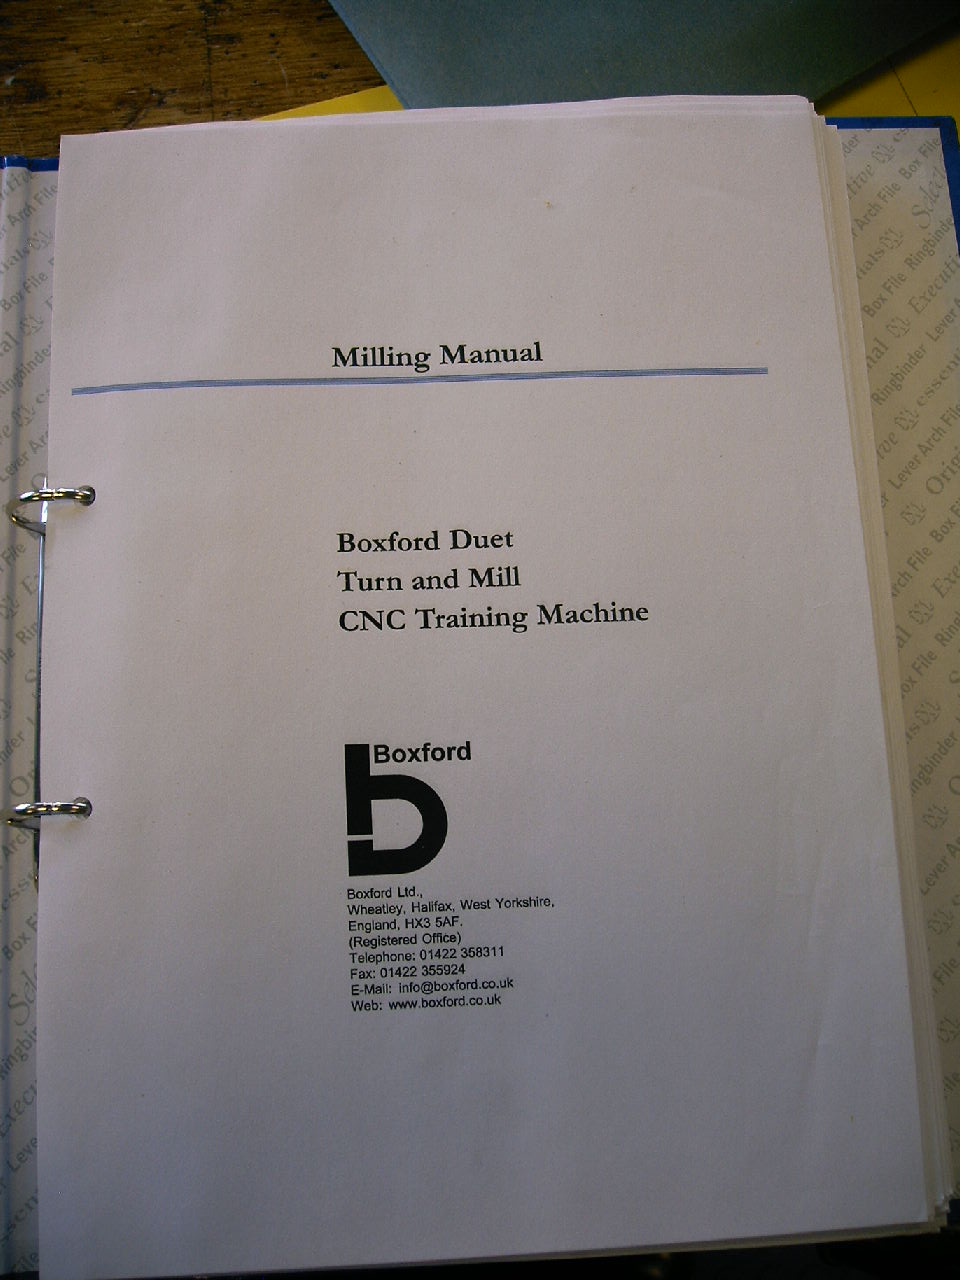 Milling Manual
Boxford Duet
Turn and Mill
CNC Training Machine
Boxford
Boxford Ltd.,
Wheatley, Halifax, West Yorkshire,
England, HX3 5AF.
(Registered Office)
Telephone: 01422 358311
Fax: 01422 355924
E-Mail: info@boxford.co.uk
Web: www.boxford.co.uk